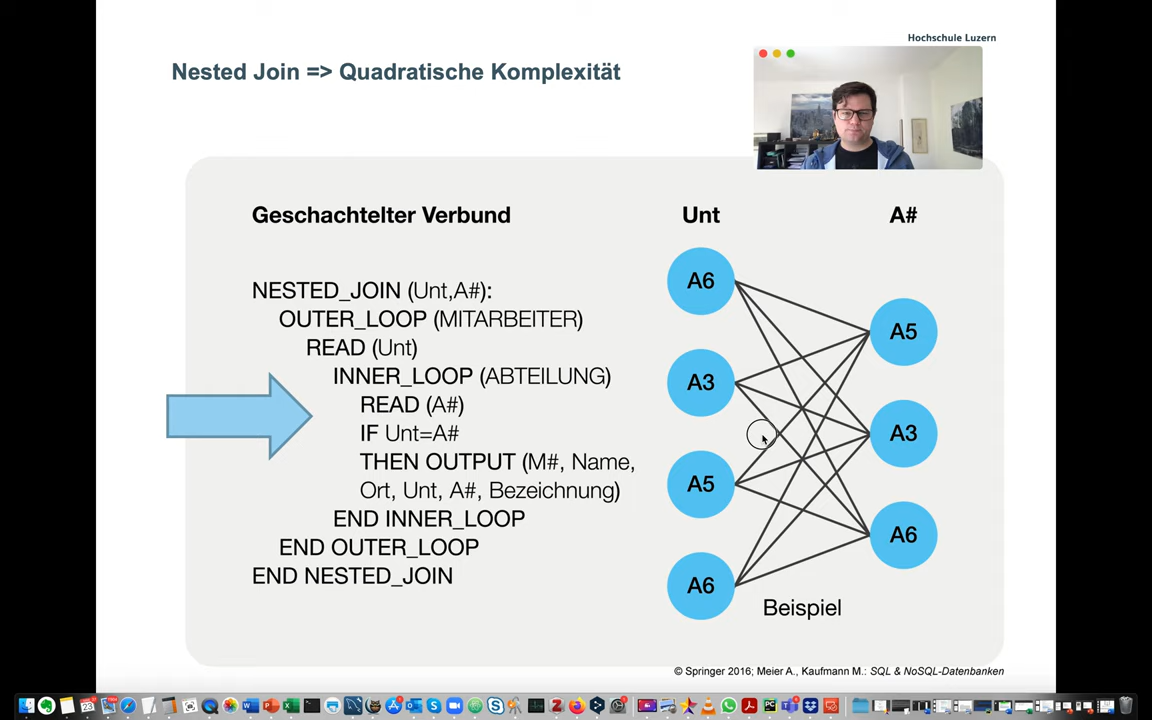 Hochschule Luzern
Nested Join => Quadratische Komplexität
Geschachtelter Verbund
NESTED_JOIN (Unt,A#):
OUTER_LOOP (MITARBEITER)
READ (Unt)
INNER_LOOP (ABTEILUNG)
READ (A#)
IF Unt=A#
THEN OUTPUT (M#, Name,
Ort, Unt, A#, Bezeichnung)
END INNER_LOOP
END OUTER_LOOP
END NESTED_JOIN
Unt
A6
A3
A5
A6
A#
A5
A3
A6
Beispiel
© Springer 2016; Meier A., Kaufmann M.: SQL & NoSQL-Datenbanken